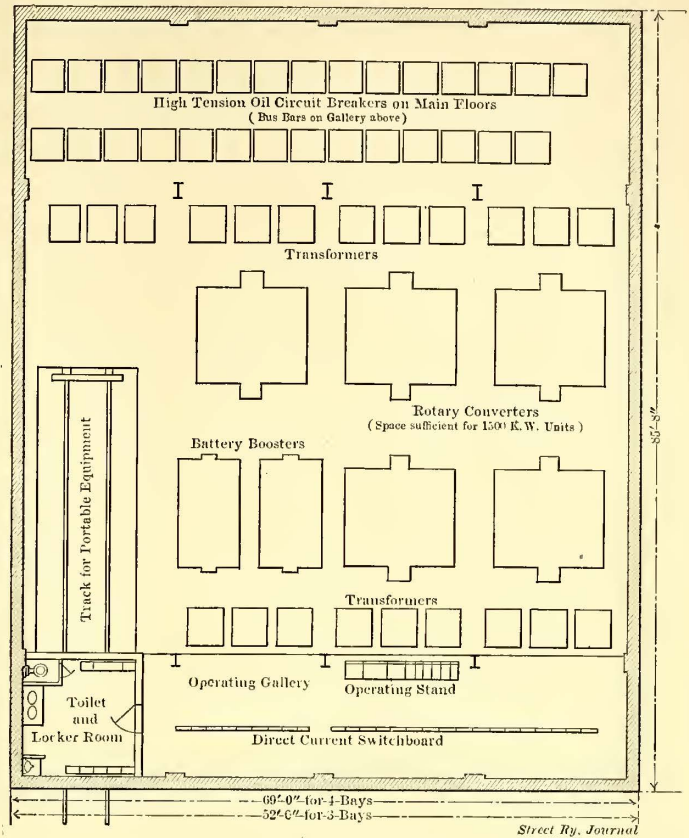 High Tension Oil Circuit Breakers on Main Floors
( Bus Bars on Gallery above )
Transformers
Rotary Converters
( Space sufficient for 1500 K.W. Units )
85'-8"
Battery Boosters
Track for Portable Equipment
Transformers
Operating Gallery
Operating Stand
Toilet
and
Locker Room
Direct Current Switchboard
69'-0" for 4 Bays
52'-6" for 3 Bays
Street Ry. Journal